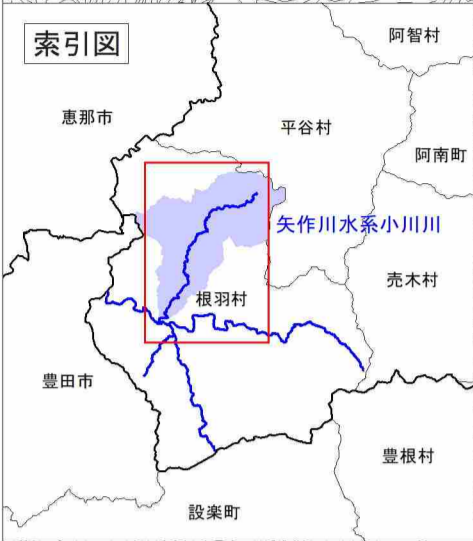 索引図
阿智村
恵那市
平谷村
阿南町
矢作川水系小川川
売木村
根羽村
豊田市
豊根村
設楽町